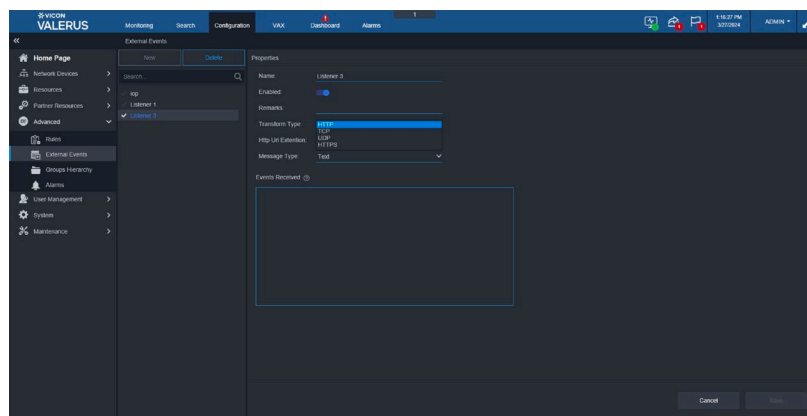 VICON
VALERUS
Monitoring Search Configuration VAX Dashboard Alarms
1
1:10:27 PM
3/27/2024
ADMIN
External Events
Home Page
Network Devices
Resources
Partner Resources
Advanced
Rules
External Events
Groups Hierarchy
Alarms
User Management
System
Maintenance
New Delete
Search...
Listener 1
Listener 3
Properties
Name: Listener 3
Enabled:
Remarks:
Transform Type: HTTP
TCP
UDP
HTTPS
Http Url Extention:
Message Type: Text
Events Received
Cancel Save